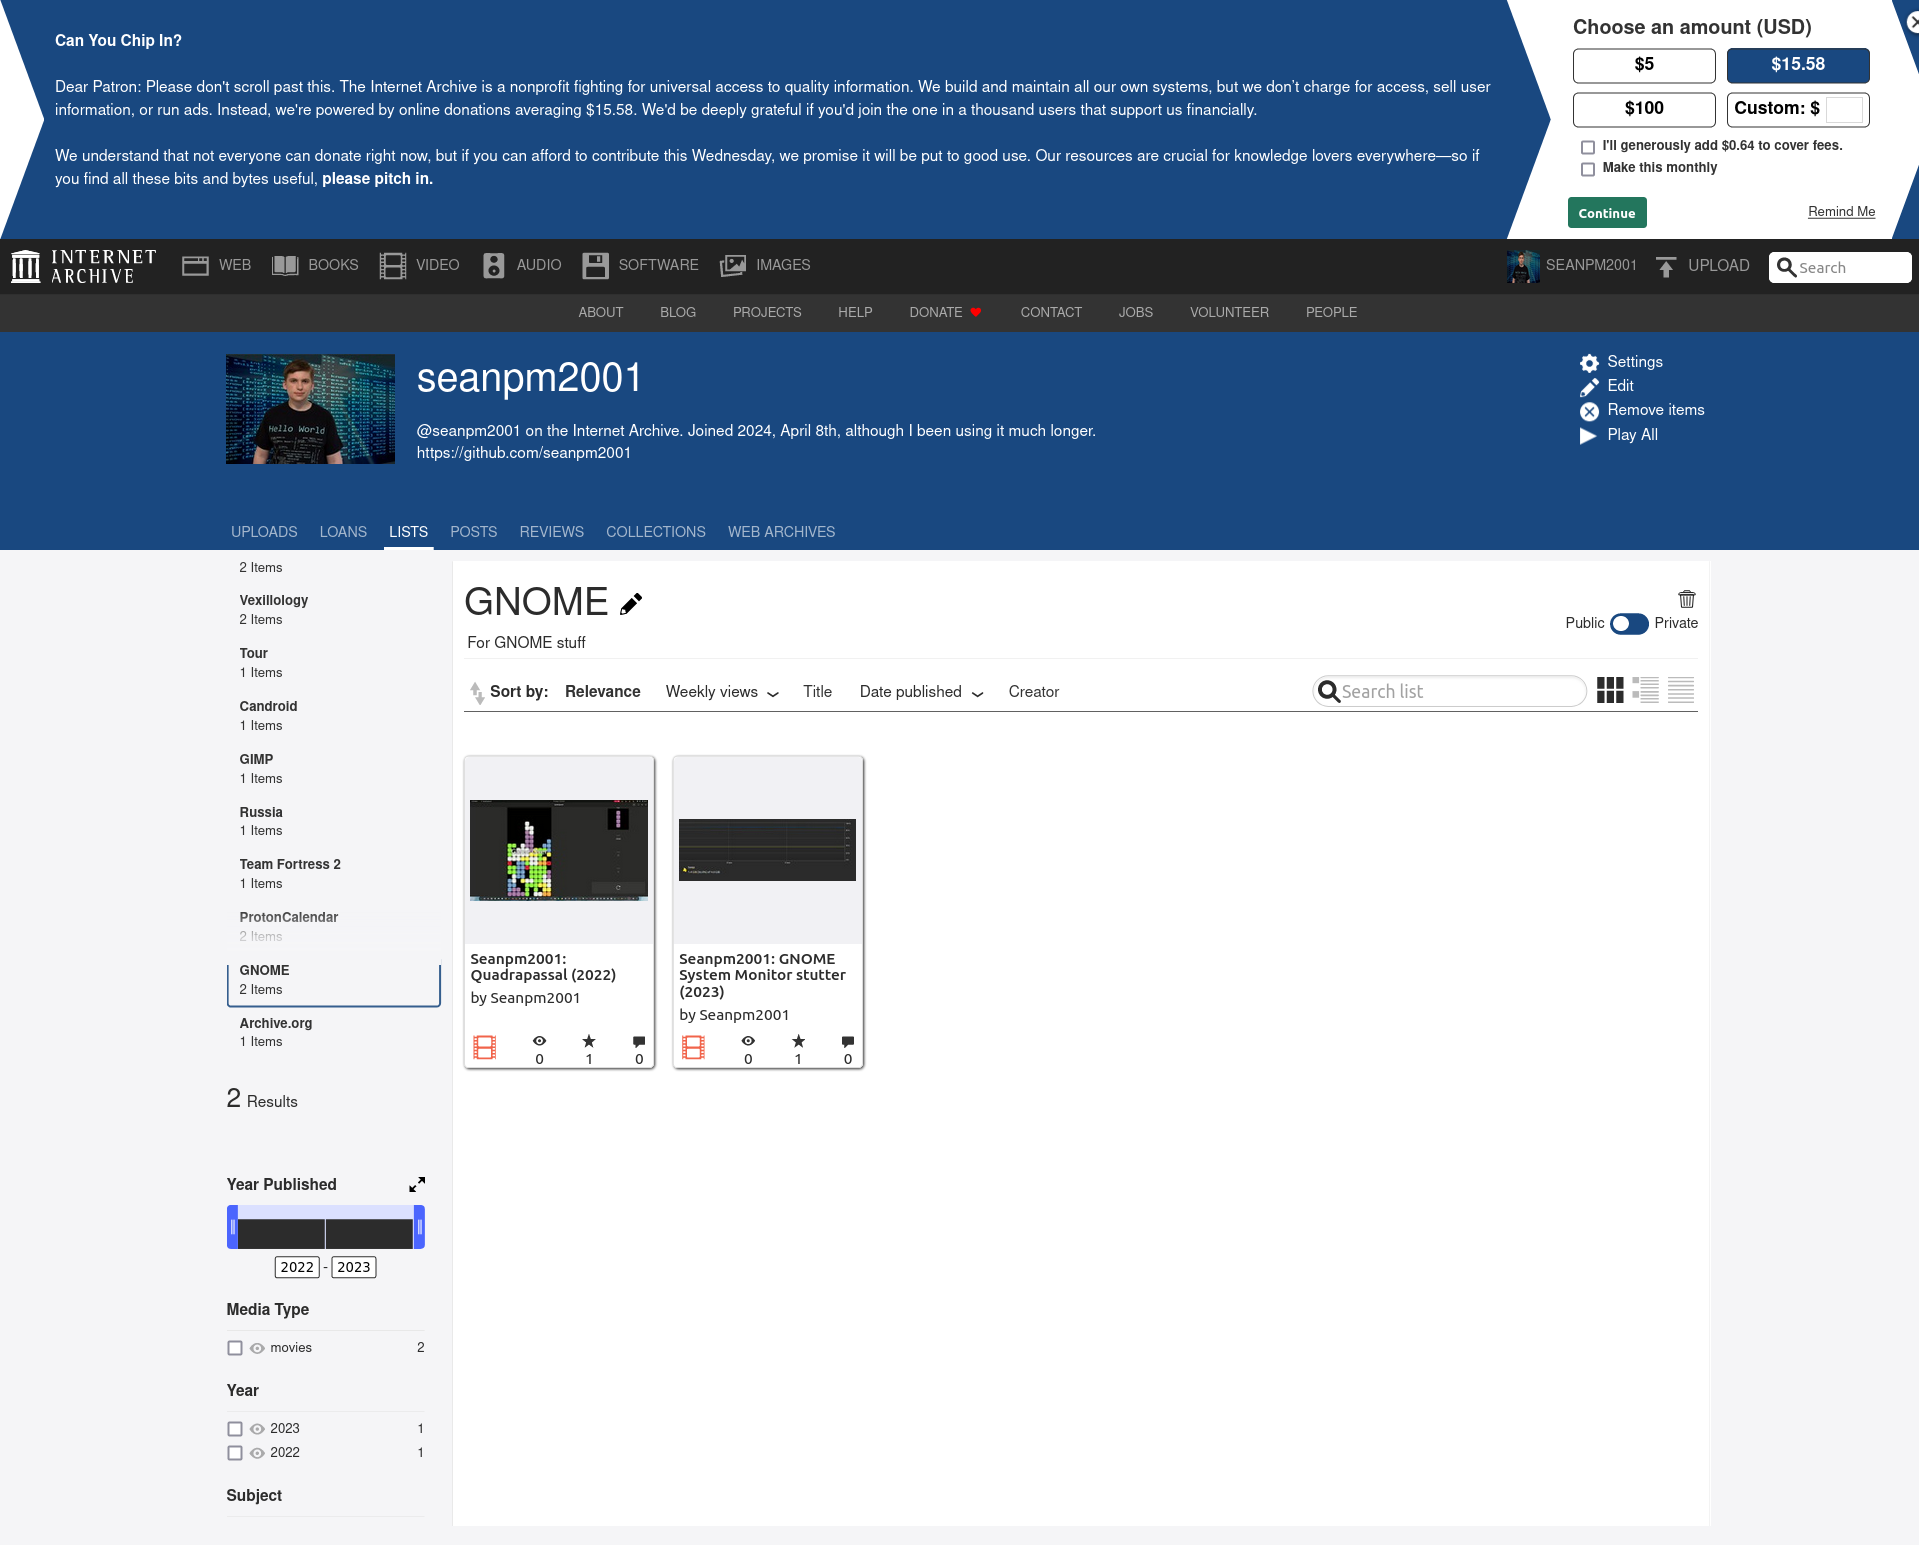 Can You Chip In?
Dear Patron: Please don't scroll past this. The Internet Archive is a nonprofit fighting for universal access to quality information. We build and maintain all our own systems, but we don’t charge for access, sell user
information, or run ads. Instead, we're powered by online donations averaging $15.58. We'd be deeply grateful if you'd join the one in a thousand users that support us financially.
We understand that not everyone can donate right now, but if you can afford to contribute this Wednesday, we promise it will be put to good use. Our resources are crucial for knowledge lovers everywhere—so if
you find all these bits and bytes useful, please pitch in.
Choose an amount (USD)
$5
$15.58
$100
Custom: $
I'll generously add $0.64 to cover fees.
Make this monthly
Continue
Remind Me
INTERNET
ARCHIVE
WEB
BOOKS
VIDEO
AUDIO
SOFTWARE
IMAGES
SEANPM2001
UPLOAD
Search
ABOUT
BLOG
PROJECTS
HELP
DONATE
CONTACT
JOBS
VOLUNTEER
PEOPLE
Hello World
seanpm2001
@seanpm2001 on the Internet Archive. Joined 2024, April 8th, although I been using it much longer.
https://github.com/seanpm2001
Settings
Edit
Remove items
Play All
UPLOADS
LOANS
LISTS
POSTS
REVIEWS
COLLECTIONS
WEB ARCHIVES
2 Items
Vexillology
2 Items
Tour
1 Items
Candroid
1 Items
GIMP
1 Items
Russia
1 Items
Team Fortress 2
1 Items
ProtonCalendar
2 Items
GNOME
2 Items
Archive.org
1 Items
2 Results
Year Published
2022 - 2023
Media Type
movies 2
Year
2023 1
2022 1
Subject
GNOME
For GNOME stuff
Public
Private
Sort by:
Relevance
Weekly views
Title
Date published
Creator
Search list
Seanpm2001:
Quadrapassal (2022)
by Seanpm2001
0
1
0
Seanpm2001: GNOME
System Monitor stutter
(2023)
by Seanpm2001
0
1
0